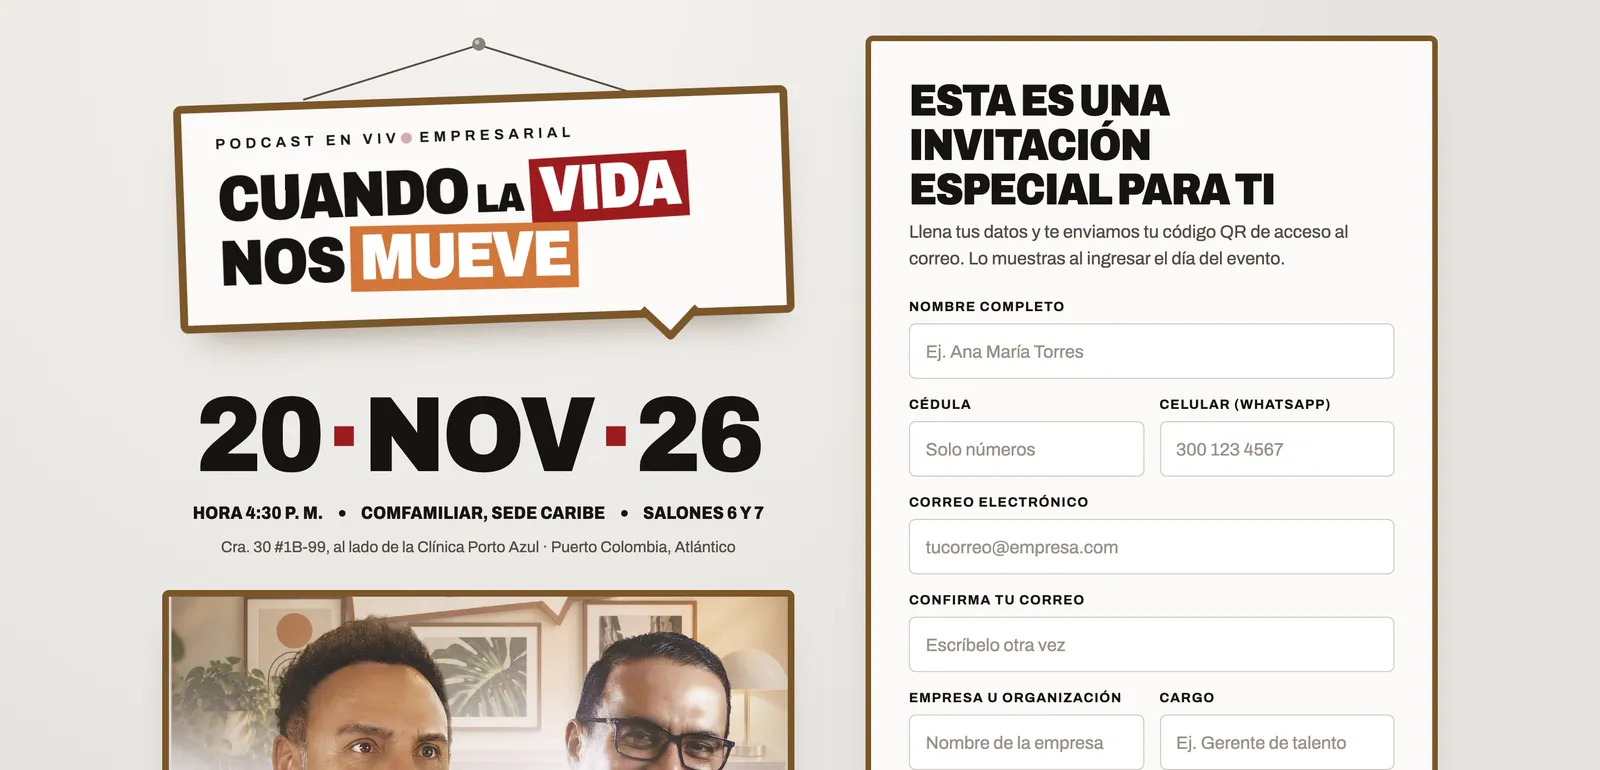 PODCAST EN VIVO EMPRESARIAL
CUANDO LA VIDA
NOS MUEVE
20·NOV·26
HORA 4:30 P. M. • COMFAMILIAR, SEDE CARIBE • SALONES 6 Y 7
Cra. 30 #1B-99, al lado de la Clínica Porto Azul · Puerto Colombia, Atlántico
ESTA ES UNA
INVITACIÓN
ESPECIAL PARA TI
Llena tus datos y te enviamos tu código QR de acceso al
correo. Lo muestras al ingresar el día del evento.
NOMBRE COMPLETO
Ej. Ana María Torres
CÉDULA
Solo números
CELULAR (WHATSAPP)
300 123 4567
CORREO ELECTRÓNICO
tucorreo@empresa.com
CONFIRMA TU CORREO
Escríbelo otra vez
EMPRESA U ORGANIZACIÓN
Nombre de la empresa
CARGO
Ej. Gerente de talento